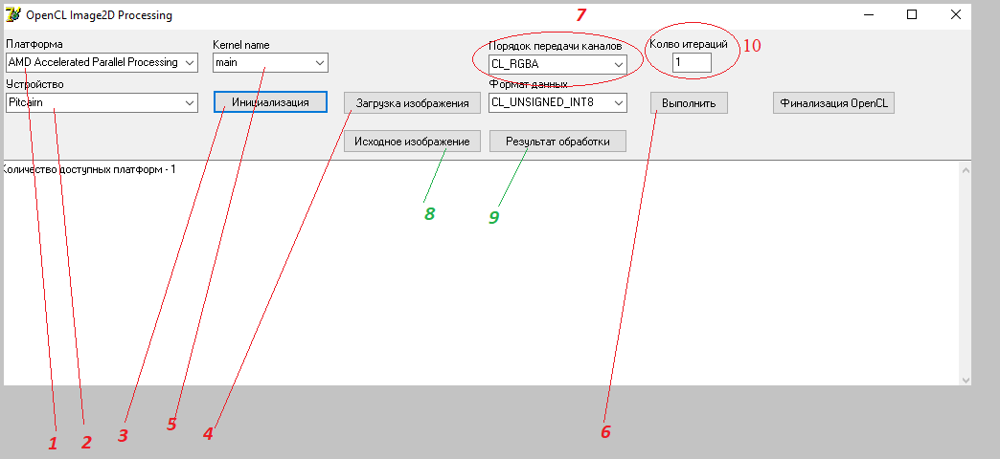 OpenCL Image2D Processing
7
Платформа
Kernel name
Порядок передачи каналов
Колво итераций
10
AMD Accelerated Parallel Processing
main
CL_RGBA
1
Устройство
Формат данных
Pitcairn
Инициализация
Загрузка изображения
CL_UNSIGNED_INT8
Выполнить
Финализация OpenCL
Исходное изображение
Результат обработки
Количество доступных платформ - 1
8
9
1
2
3
5
4
6